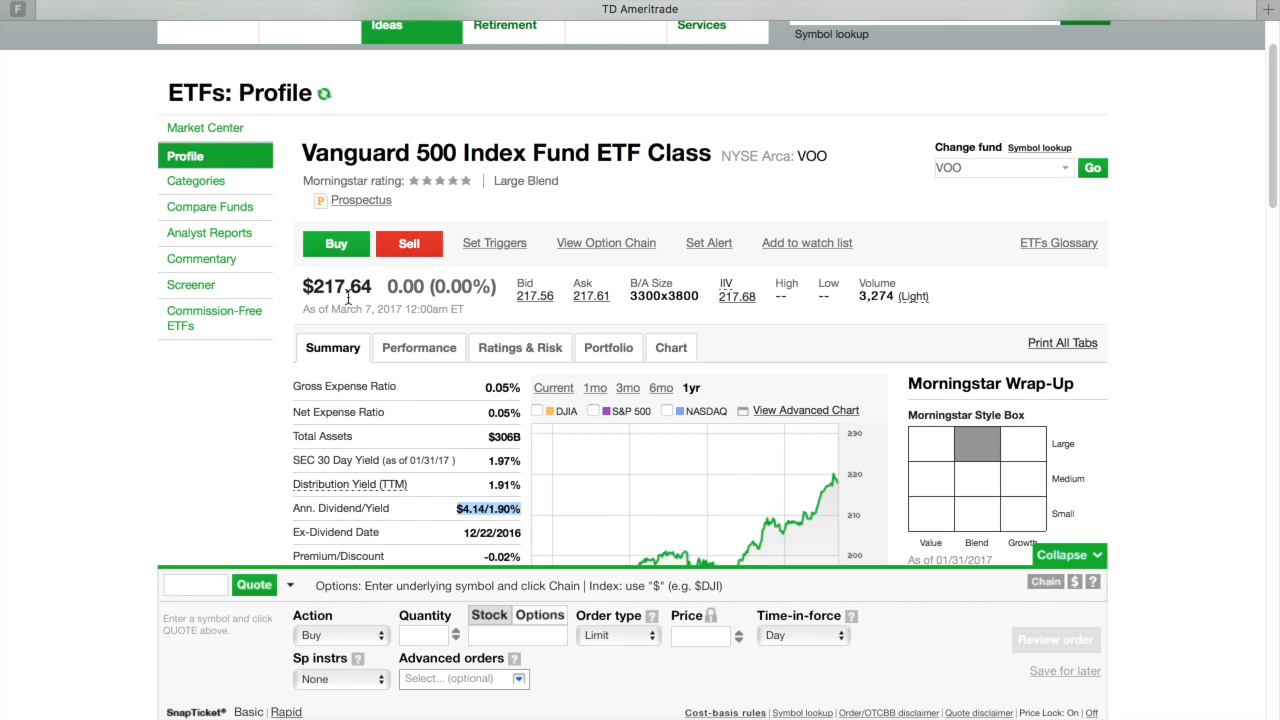 F
TD Ameritrade
Ideas
Retirement
Services
Symbol lookup
ETFs: Profile
Market Center
Profile
Categories
Compare Funds
Analyst Reports
Commentary
Screener
Commission-Free
ETFs
Vanguard 500 Index Fund ETF Class NYSE Arca: VOO
Morningstar rating: Large Blend
P Prospectus
Change fund Symbol lookup
VOO Go
Buy Sell Set Triggers View Option Chain Set Alert Add to watch list ETFs Glossary
$217.64 0.00 (0.00%)
As of March 7, 2017 12:00am ET
Bid Ask B/A Size IIV High Low Volume
217.56 217.61 3300x3800 217.68 -- -- 3,274 (Light)
Summary Performance Ratings & Risk Portfolio Chart Print All Tabs
Gross Expense Ratio 0.05%
Net Expense Ratio 0.05%
Total Assets $306B
SEC 30 Day Yield (as of 01/31/17 ) 1.97%
Distribution Yield (TTM) 1.91%
Ann. Dividend/Yield $4.14/1.90%
Ex-Dividend Date 12/22/2016
Premium/Discount -0.02%
Current 1mo 3mo 6mo 1yr
DJIA S&P 500 NASDAQ View Advanced Chart
230
220
210
200
Morningstar Wrap-Up
Morningstar Style Box
Large
Medium
Small
Value Blend Growth
As of 01/31/2017
Collapse
Quote Options: Enter underlying symbol and click Chain | Index: use "$" (e.g. $DJI) Chain $ ?
Enter a symbol and click
QUOTE above.
Action Quantity Stock Options Order type ? Price Time-in-force ?
Buy Limit Day
Review order
Sp instrs ? Advanced orders ?
None Select... (optional)
Save for later
SnapTicket® Basic | Rapid
Cost-basis rules | Symbol lookup | Order/OTCBB disclaimer | Quote disclaimer | Price Lock: On | Off